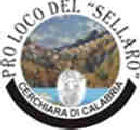 PRO LOCO DEL "SELLARO"
CERCHIARA DI CALABRIA